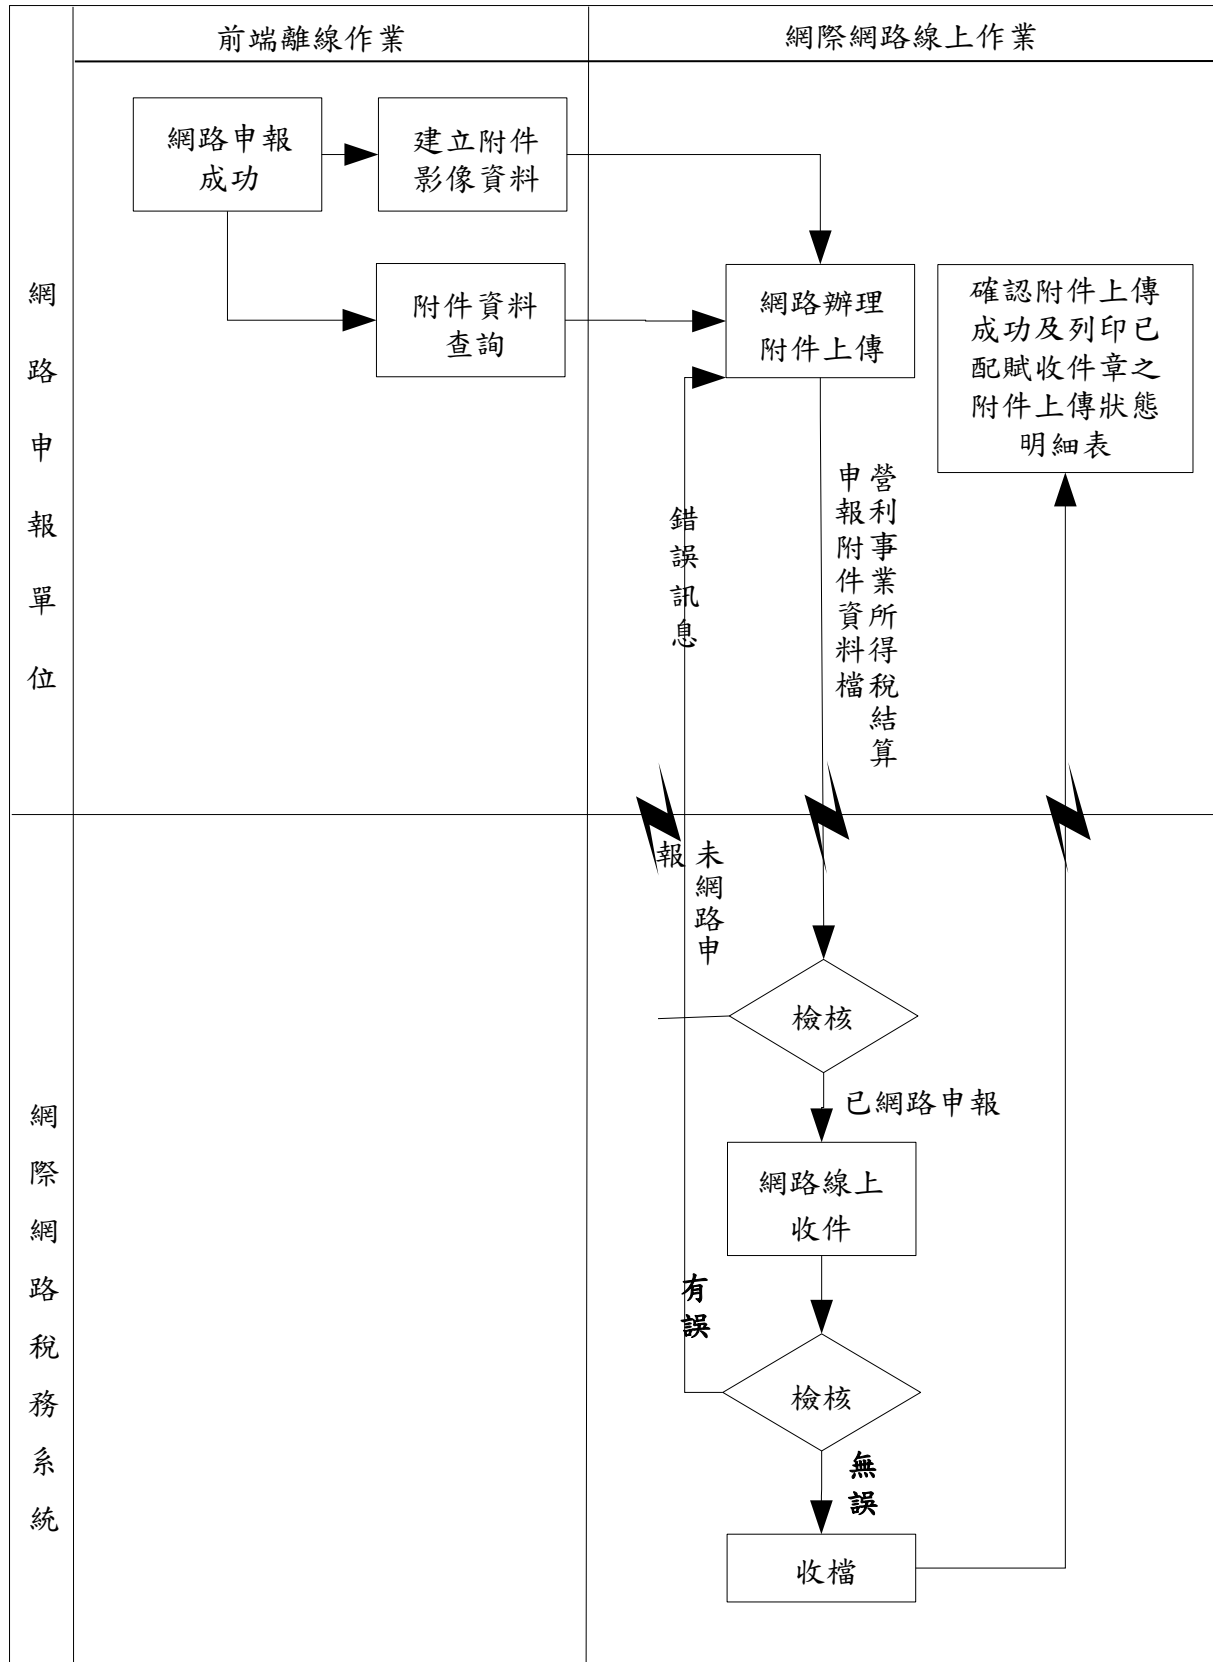 前端離線作業
網際網路線上作業
網路申報單位
網路申報
成功
建立附件
影像資料
附件資料
查詢
網路辦理
附件上傳
確認附件上傳
成功及列印已
配賦收件章之
附件上傳狀態
明細表
營利事業所得稅結算
申報附件資料檔
錯誤訊息
未網路申
報
網際網路稅務系統
檢核
已網路申報
網路線上
收件
有誤
檢核
無誤
收檔